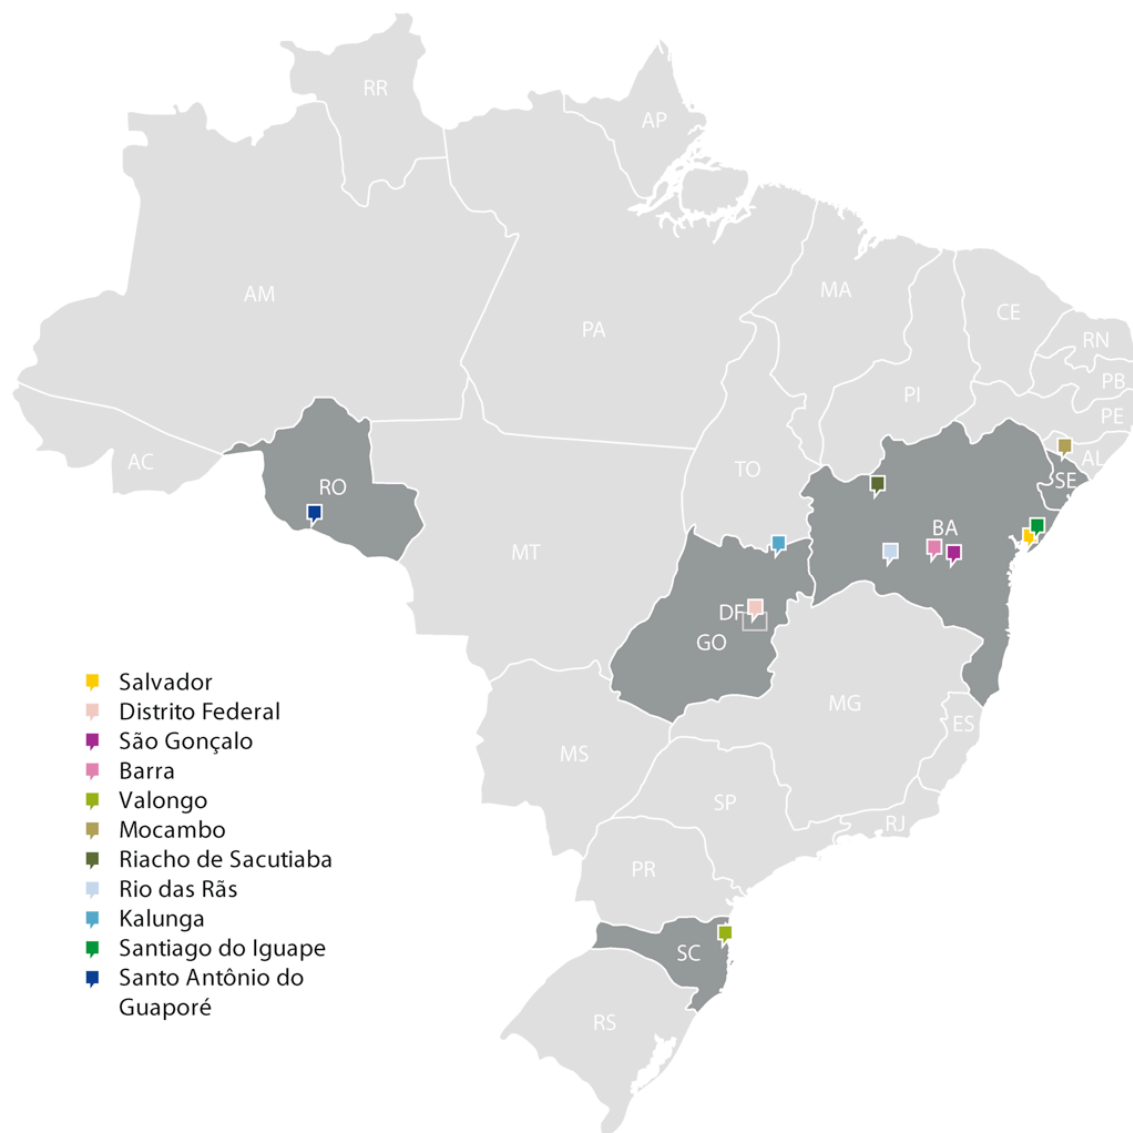 RR
AP
AM
PA
MA
CE
RN
PB
PI
PE
AL
AC
TO
SE
RO
BA
MT
DF
GO
MG
ES
MS
SP
RJ
PR
SC
RS
Salvador
Distrito Federal
São Gonçalo
Barra
Valongo
Mocambo
Riacho de Sacutiaba
Rio das Rãs
Kalunga
Santiago do Iguape
Santo Antônio do
Guaporé